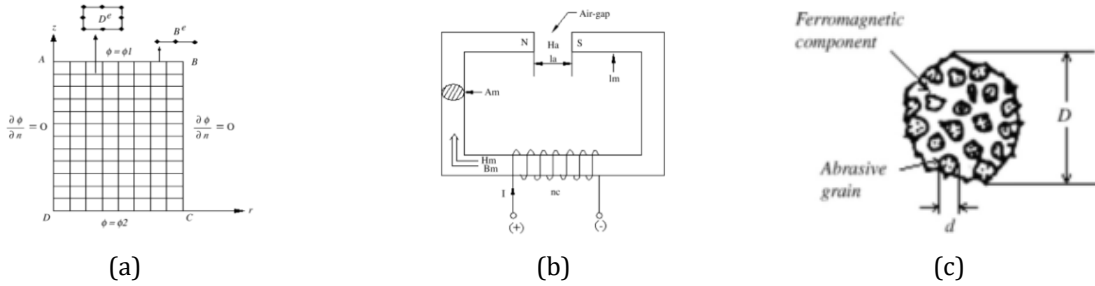 z
D^e
B^e
A
ϕ = ϕ1
B
∂ϕ/∂n = O
∂ϕ/∂n = O
D
ϕ = ϕ2
C
r
(a)
Air-gap
N
Ha
S
la
lm
Am
Hm
Bm
I
nc
(+)
(-)
(b)
Ferromagnetic
component
D
Abrasive
grain
d
(c)